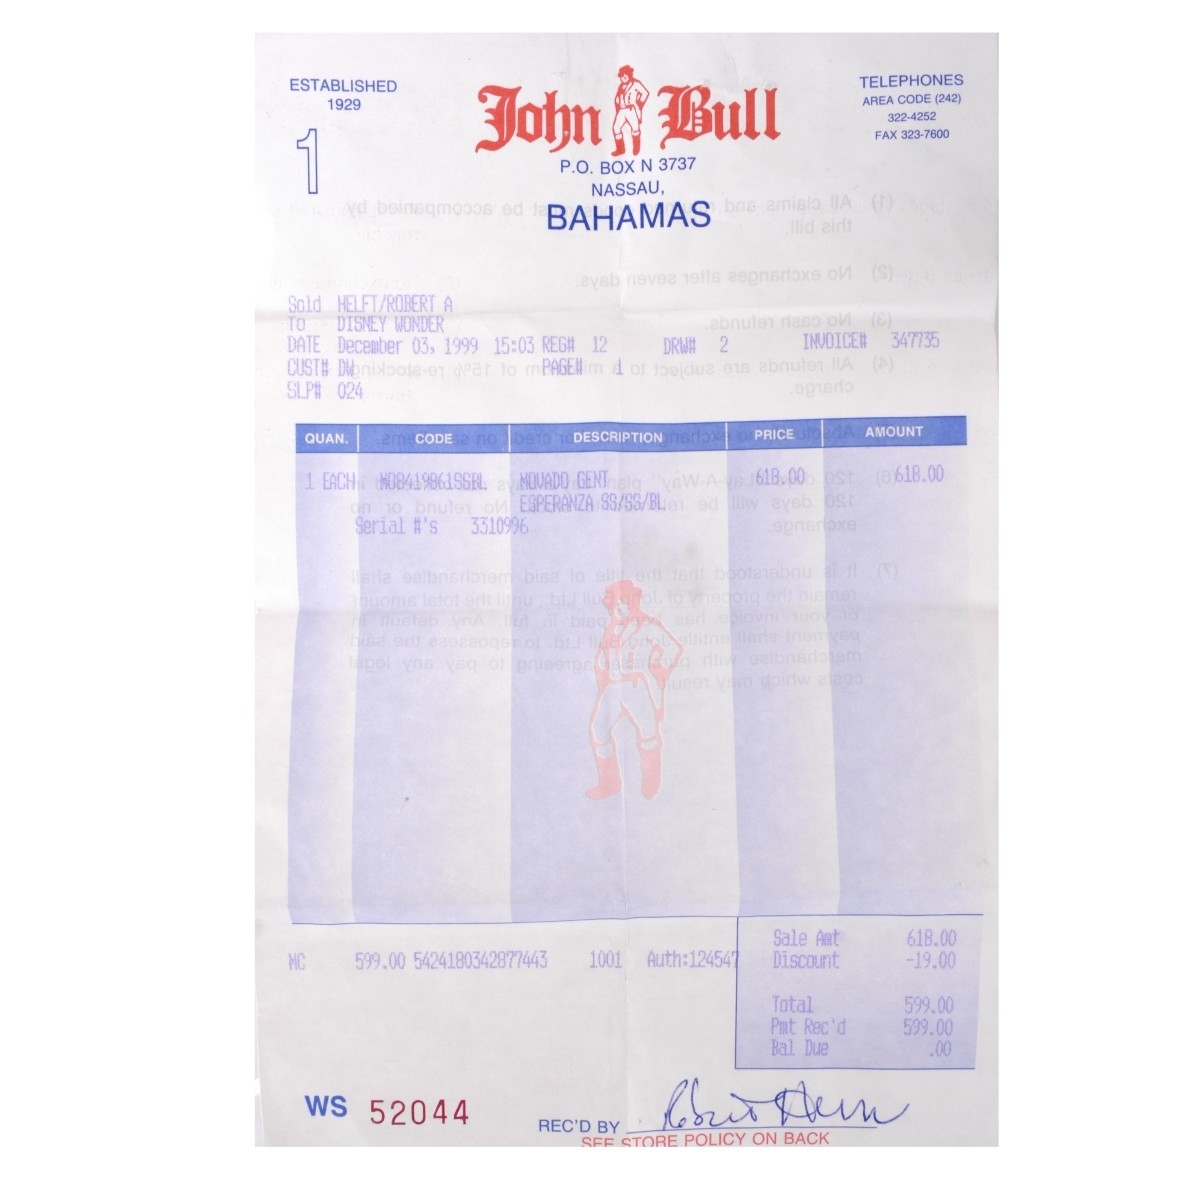 ESTABLISHED
1929
1
John Bull
P.O. BOX N 3737
NASSAU,
BAHAMAS
TELEPHONES
AREA CODE (242)
322-4252
FAX 323-7600
Sold HELFT/ROBERT A
To DISNEY WONDER
DATE December 03, 1999 15:03 REG# 12 DRW# 2 INVOICE# 347735
CUST# DW PAGE# 1
SLP# 024
QUAN. CODE DESCRIPTION PRICE AMOUNT
1 EACH MO8419861SSBL MOVADO GENT 618.00 618.00
ESPERANZA SS/SS/BL
Serial #'s 3310996
Sale Amt 618.00
MC 599.00 5424180342877443 1001 Auth:124547 Discount -19.00
Total 599.00
Pmt Rec'd 599.00
Bal Due .00
WS 52044
REC'D BY
SEE STORE POLICY ON BACK